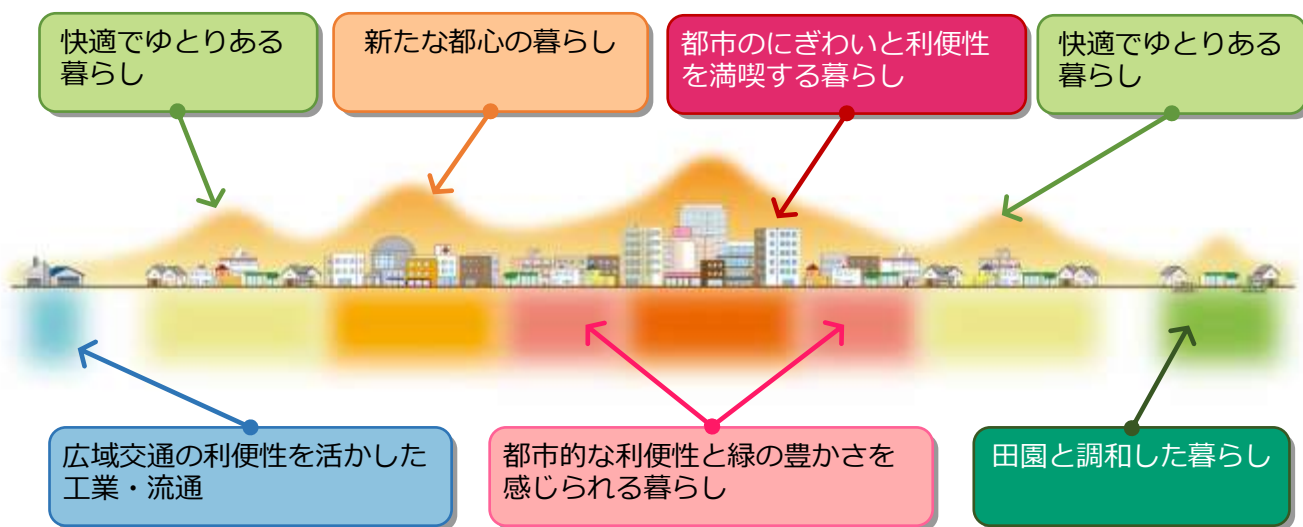 快適でゆとりある
暮らし
新たな都心の暮らし
都市のにぎわいと利便性
を満喫する暮らし
快適でゆとりある
暮らし
広域交通の利便性を活かした
工業・流通
都市的な利便性と緑の豊かさを
感じられる暮らし
田園と調和した暮らし